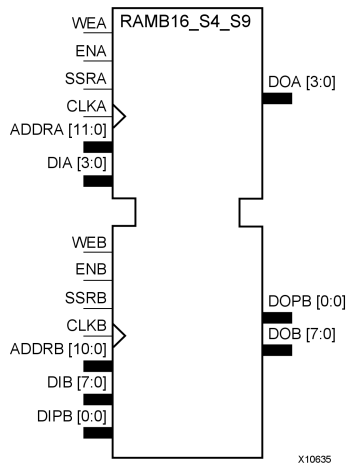 WEA
RAMB16_S4_S9
ENA
SSRA
DOA [3:0]
CLKA
ADDRA [11:0]
DIA [3:0]
WEB
ENB
SSRB
DOPB [0:0]
CLKB
DOB [7:0]
ADDRB [10:0]
DIB [7:0]
DIPB [0:0]
X10635